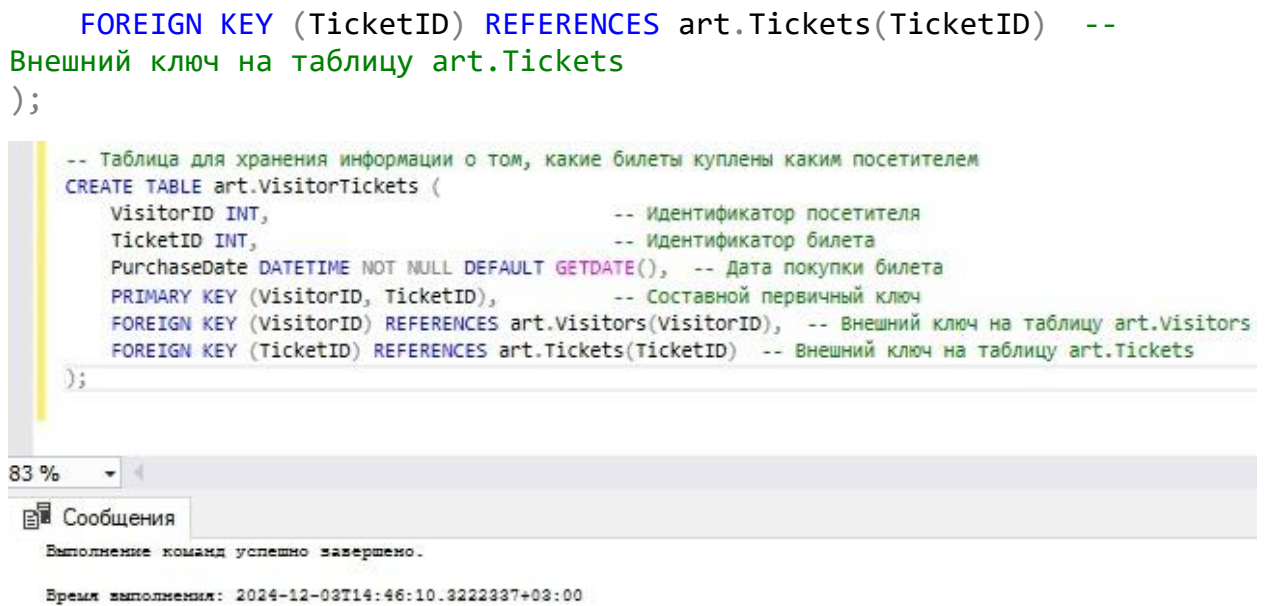 FOREIGN KEY (TicketID) REFERENCES art.Tickets(TicketID)  --
Внешний ключ на таблицу art.Tickets
);
-- Таблица для хранения информации о том, какие билеты куплены каким посетителем
CREATE TABLE art.VisitorTickets (
VisitorID INT,                          -- Идентификатор посетителя
TicketID INT,                           -- Идентификатор билета
PurchaseDate DATETIME NOT NULL DEFAULT GETDATE(),  -- Дата покупки билета
PRIMARY KEY (VisitorID, TicketID),        -- Составной первичный ключ
FOREIGN KEY (VisitorID) REFERENCES art.Visitors(VisitorID),  -- Внешний ключ на таблицу art.Visitors
FOREIGN KEY (TicketID) REFERENCES art.Tickets(TicketID)  -- Внешний ключ на таблицу art.Tickets
);
83 %
Сообщения
Выполнение команд успешно завершено.
Время выполнения: 2024-12-03T14:46:10.3222337+03:00